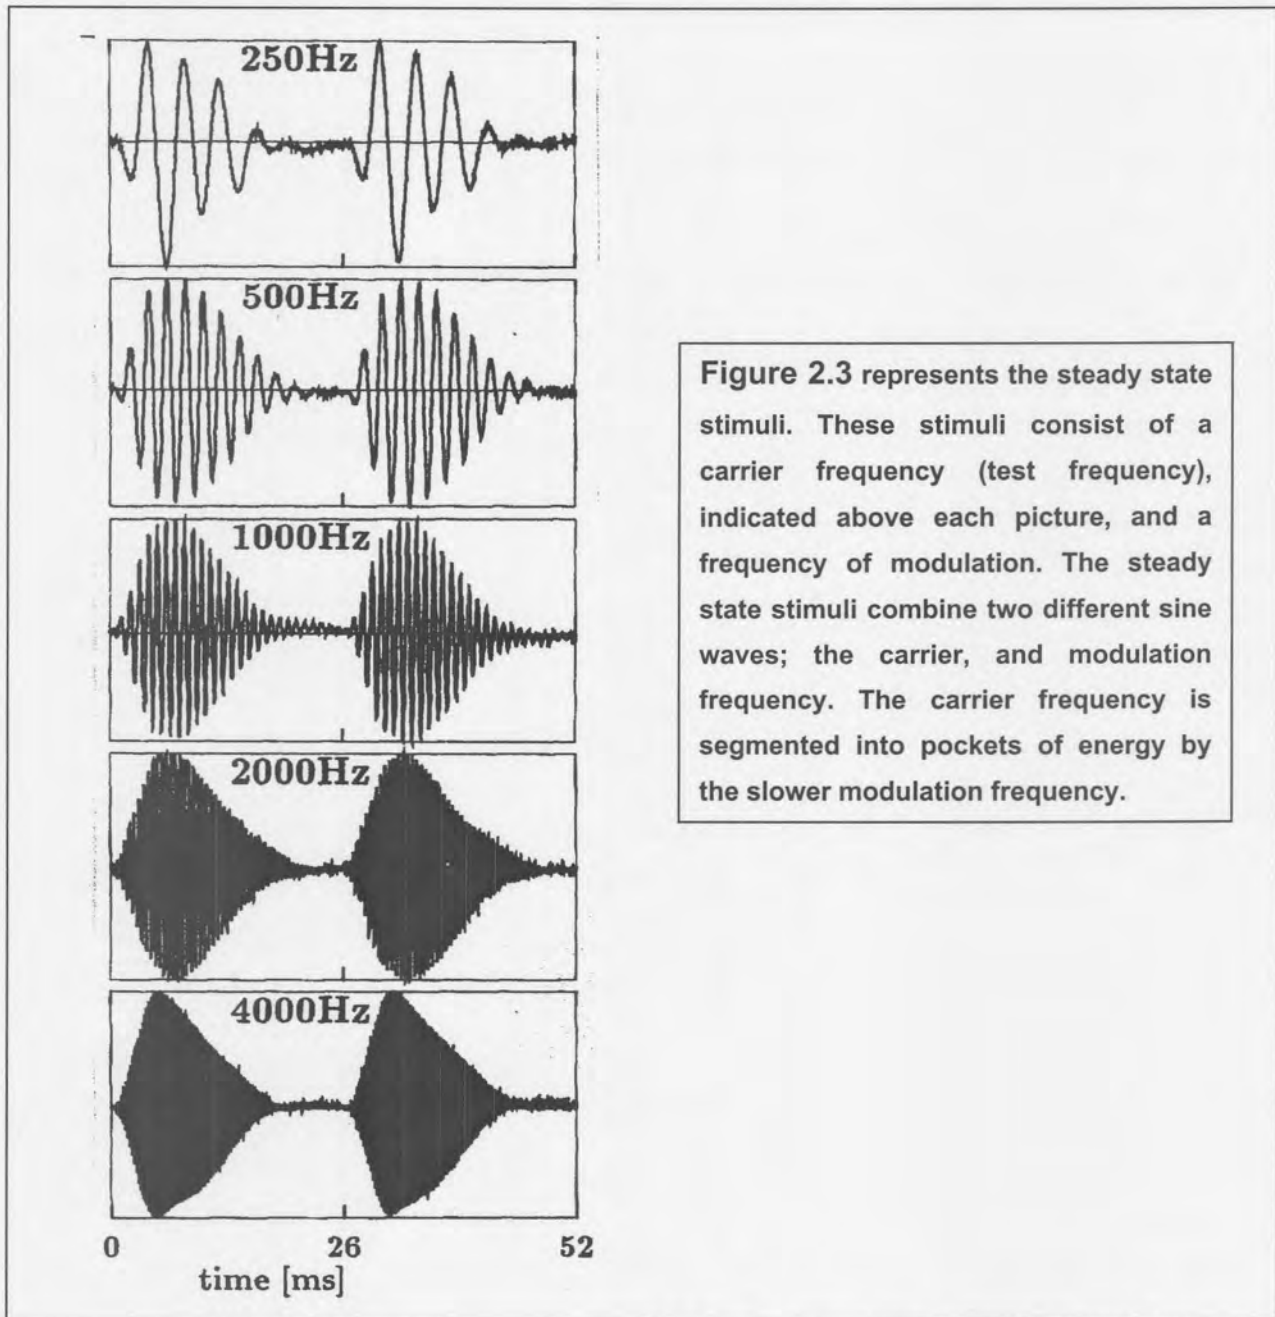 250Hz
500Hz
1000Hz
2000Hz
4000Hz
0 26 52
time [ms]
Figure 2.3 represents the steady state
stimuli. These stimuli consist of a
carrier frequency (test frequency),
indicated above each picture, and a
frequency of modulation. The steady
state stimuli combine two different sine
waves; the carrier, and modulation
frequency. The carrier frequency is
segmented into pockets of energy by
the slower modulation frequency.